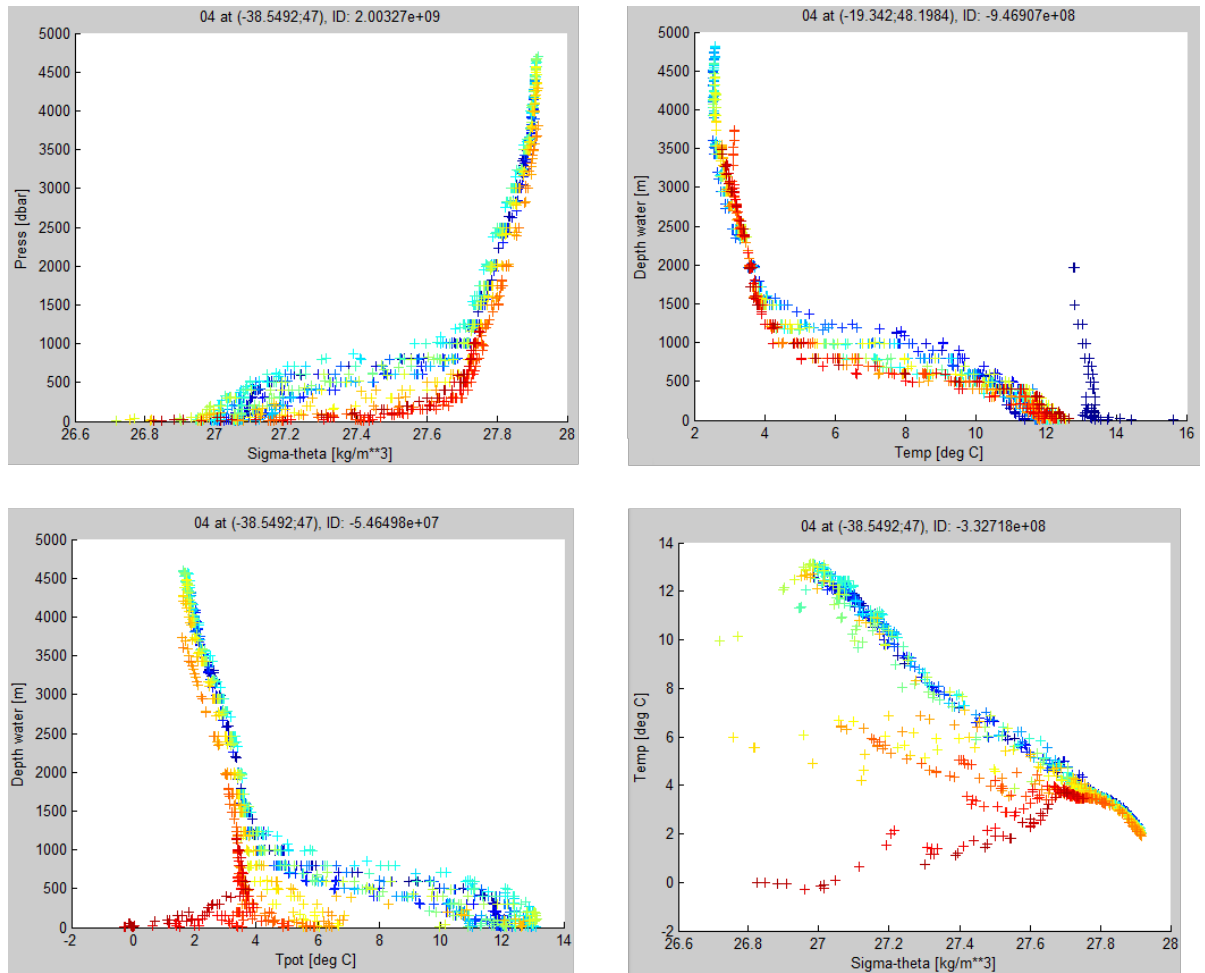 04 at (-38.5492;47), ID: 2.00327e+09
5000
4500
4000
3500
3000
2500
2000
1500
1000
500
0
Press [dbar]
26.6 26.8 27 27.2 27.4 27.6 27.8 28
Sigma-theta [kg/m**3]
04 at (-19.342;48.1984), ID: -9.46907e+08
5000
4500
4000
3500
3000
2500
2000
1500
1000
500
0
Depth water [m]
2 4 6 8 10 12 14 16
Temp [deg C]
04 at (-38.5492;47), ID: -5.46498e+07
5000
4500
4000
3500
3000
2500
2000
1500
1000
500
0
Depth water [m]
-2 0 2 4 6 8 10 12 14
Tpot [deg C]
04 at (-38.5492;47), ID: -3.32718e+08
14
12
10
8
6
4
2
0
-2
Temp [deg C]
26.6 26.8 27 27.2 27.4 27.6 27.8 28
Sigma-theta [kg/m**3]